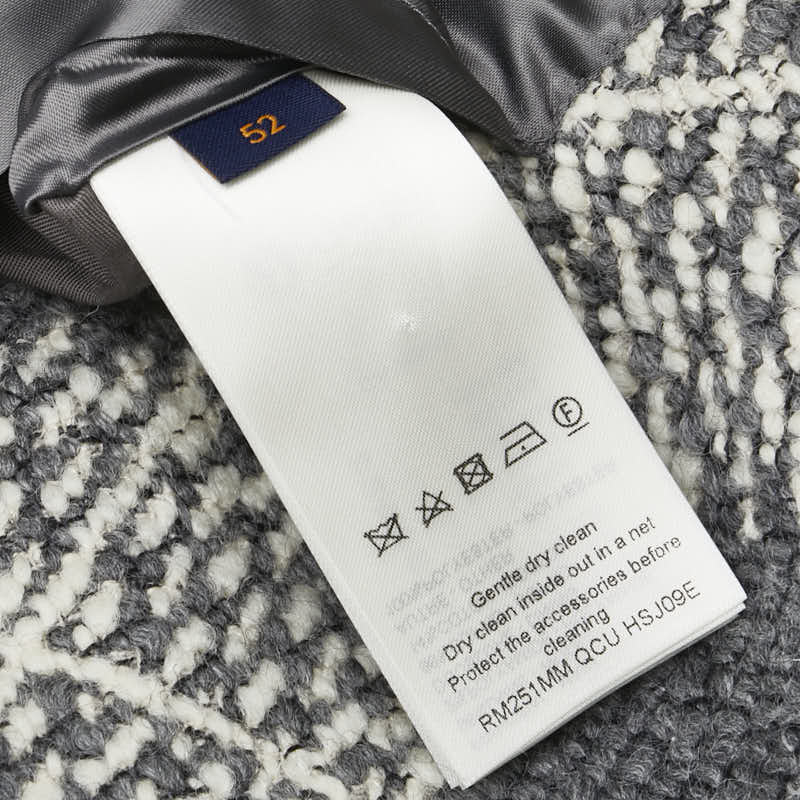 52
F
Gentle dry clean
Dry clean inside out in a net
Protect the accessories before
cleaning
RM251MM QCU HSJ09E